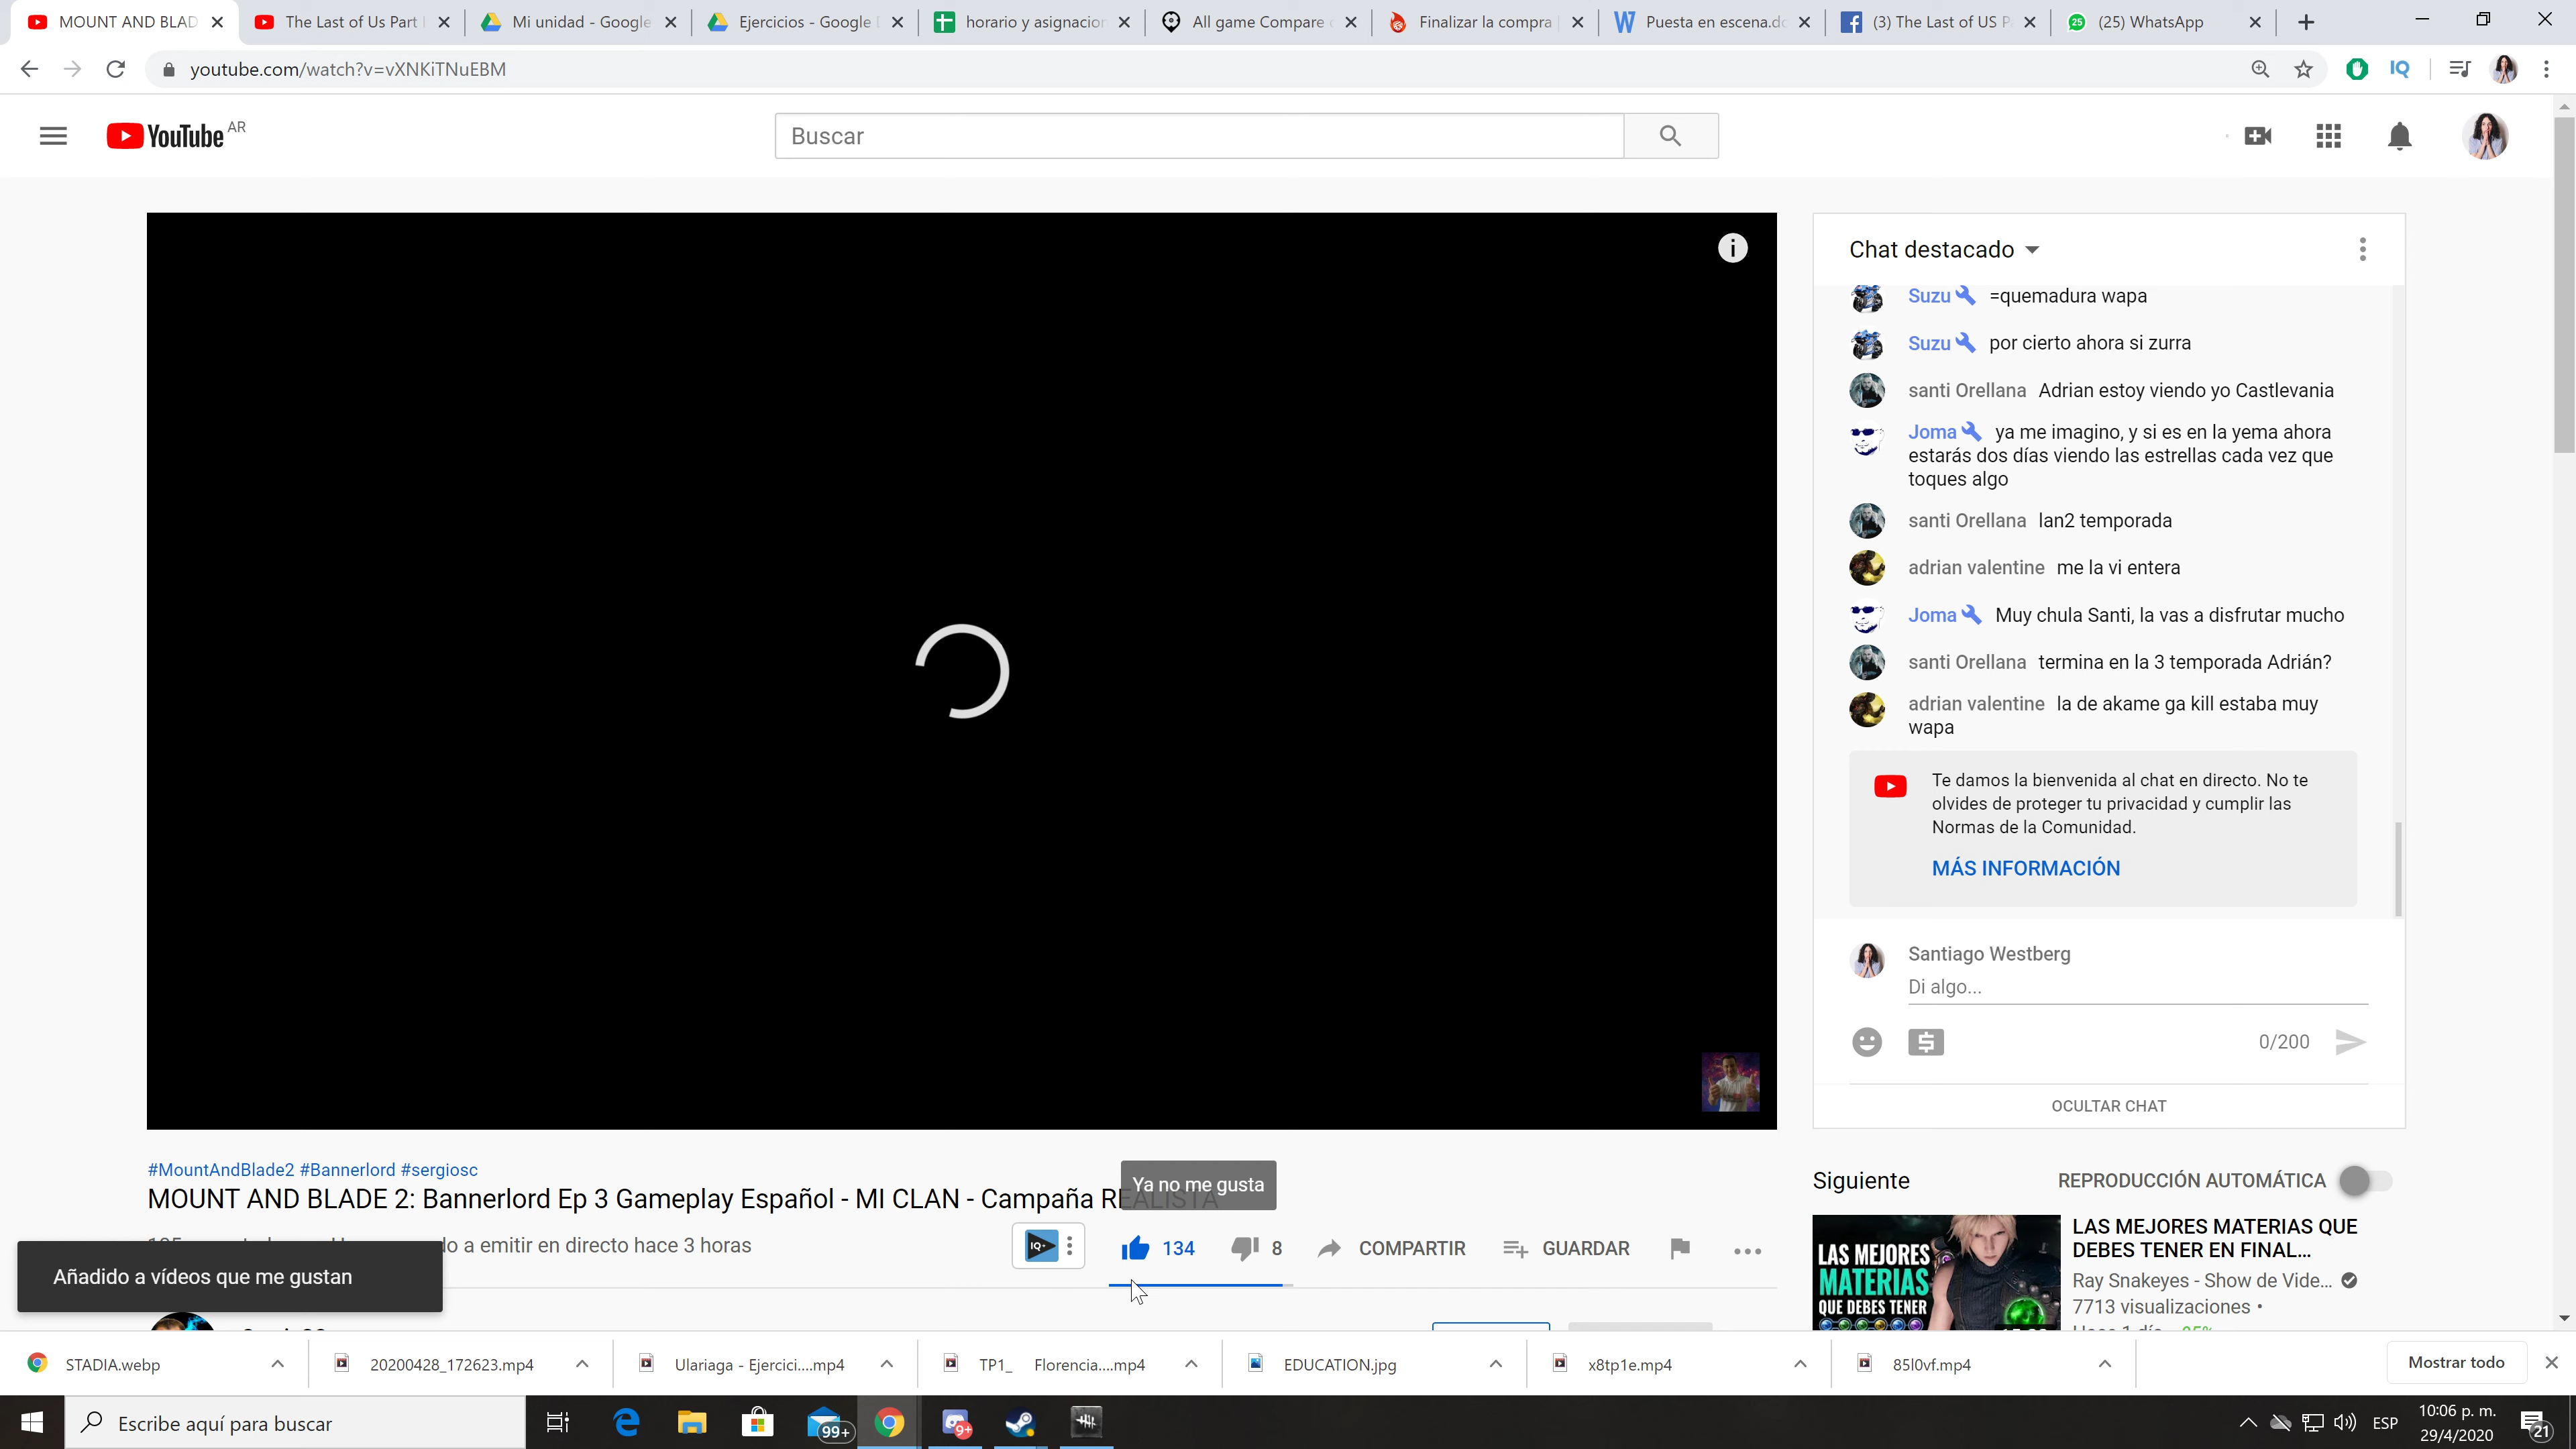 MOUNT AND BLAD
The Last of Us Part
Mi unidad - Google
Ejercicios - Google
horario y asignacion
All game Compare
Finalizar la compra
Puesta en escena.do
(3) The Last of US P
25
(25) WhatsApp
youtube.com/watch?v=vXNKiTNuEBM
IQ
YouTube AR
Buscar
Chat destacado
Suzu =quemadura wapa
Suzu por cierto ahora si zurra
santi Orellana Adrian estoy viendo yo Castlevania
Joma ya me imagino, y si es en la yema ahora
estarás dos días viendo las estrellas cada vez que
toques algo
santi Orellana lan2 temporada
adrian valentine me la vi entera
Joma Muy chula Santi, la vas a disfrutar mucho
santi Orellana termina en la 3 temporada Adrián?
adrian valentine la de akame ga kill estaba muy
wapa
Te damos la bienvenida al chat en directo. No te
olvides de proteger tu privacidad y cumplir las
Normas de la Comunidad.
MÁS INFORMACIÓN
Santiago Westberg
Di algo...
0/200
OCULTAR CHAT
#MountAndBlade2 #Bannerlord #sergiosc
MOUNT AND BLADE 2: Bannerlord Ep 3 Gameplay Español - MI CLAN - Campaña REALISTA
Ya no me gusta
a emitir en directo hace 3 horas
IQ+
134
8
COMPARTIR
GUARDAR
Añadido a vídeos que me gustan
Siguiente
REPRODUCCIÓN AUTOMÁTICA
LAS MEJORES
MATERIAS
QUE DEBES TENER
LAS MEJORES MATERIAS QUE
DEBES TENER EN FINAL...
Ray Snakeyes - Show de Vide...
7713 visualizaciones •
STADIA.webp
20200428_172623.mp4
Ulariaga - Ejercici....mp4
TP1_ Florencia....mp4
EDUCATION.jpg
x8tp1e.mp4
85l0vf.mp4
Mostrar todo
Escribe aquí para buscar
99+
9+
ESP
10:06 p. m.
29/4/2020
21